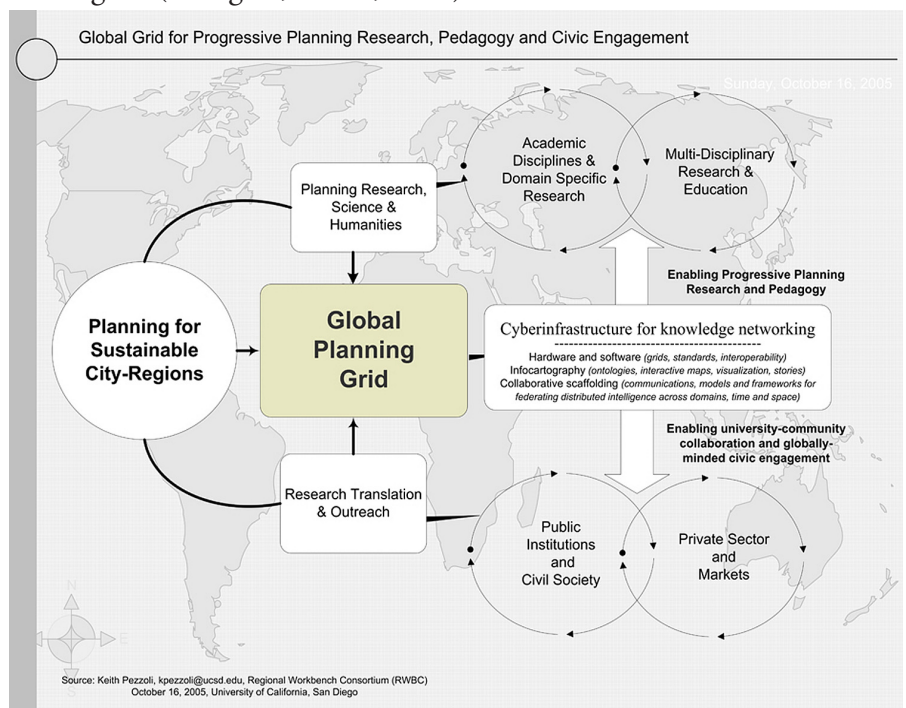 Global Grid for Progressive Planning Research, Pedagogy and Civic Engagement
Sunday, October 16, 2005
Academic
Disciplines &
Domain Specific
Research
Multi-Disciplinary
Research &
Education
Planning Research,
Science &
Humanities
Enabling Progressive Planning
Research and Pedagogy
Planning for
Sustainable
City-Regions
Global
Planning
Grid
Cyberinfrastructure for knowledge networking
Hardware and software (grids, standards, interoperability)
Infocartography (ontologies, interactive maps, visualization, stories)
Collaborative scaffolding (communications, models and frameworks for
federating distributed intelligence across domains, time and space)
Enabling university-community
collaboration and globally-
minded civic engagement
Research Translation
& Outreach
Public
Institutions
and
Civil Society
Private Sector
and
Markets
N
E
S
Source: Keith Pezzoli, kpezzoli@ucsd.edu, Regional Workbench Consortium (RWBC)
October 16, 2005, University of California, San Diego